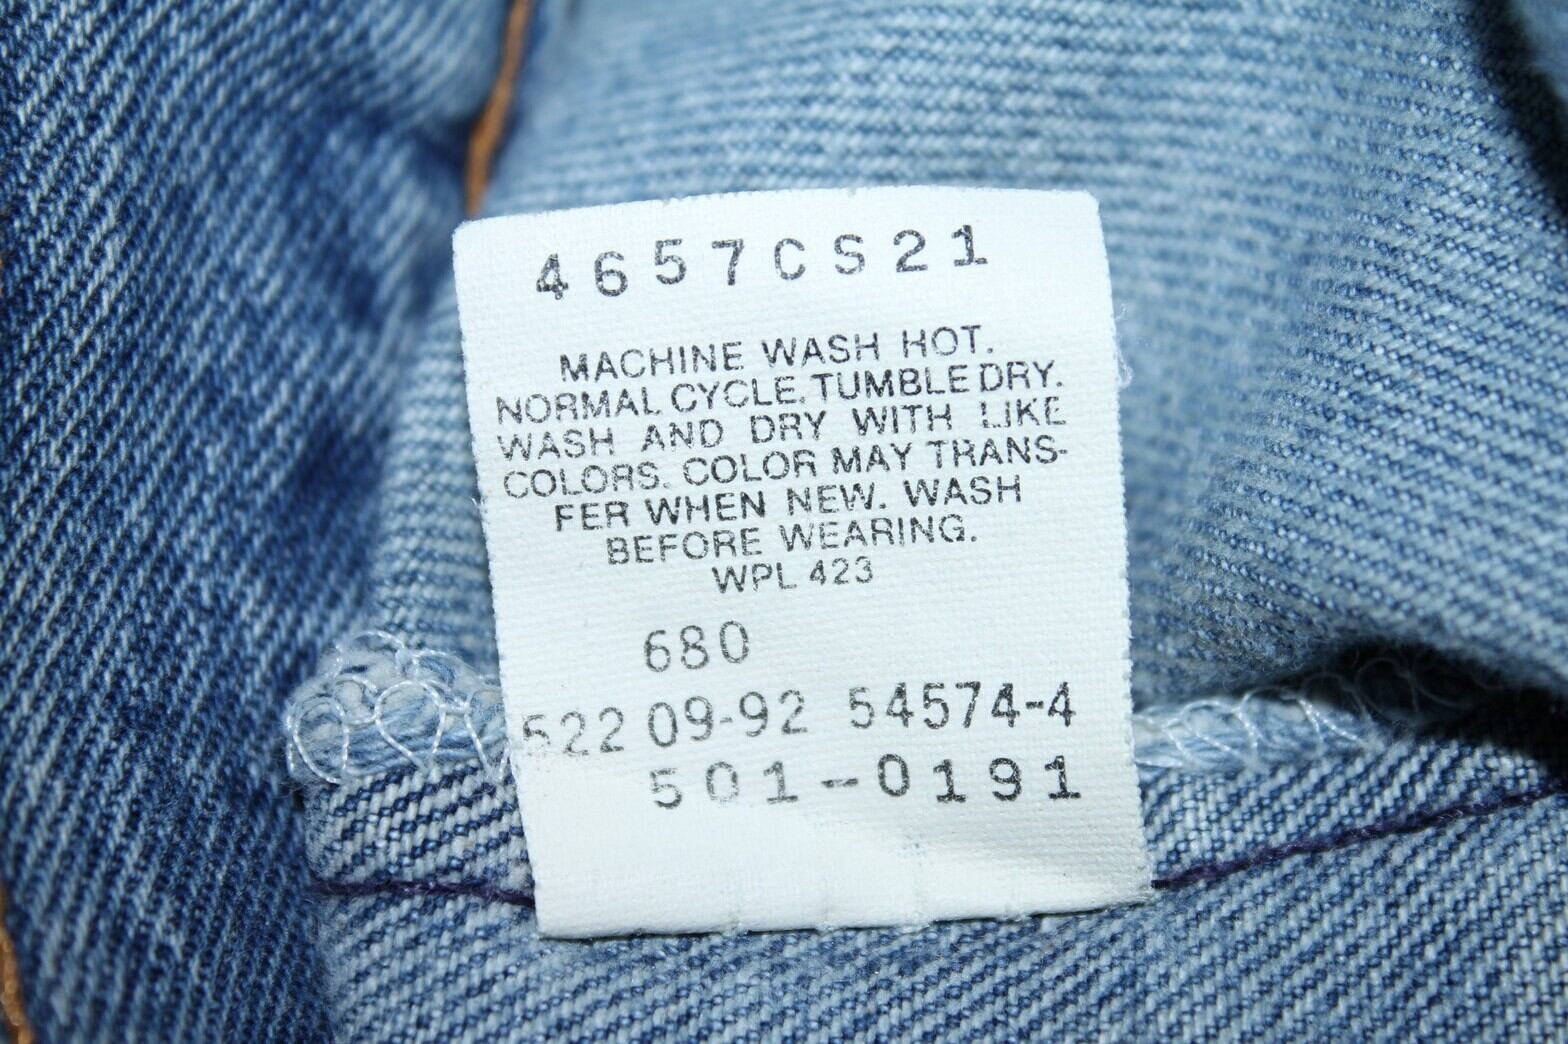 4657CS21
MACHINE WASH HOT.
NORMAL CYCLE. TUMBLE DRY.
WASH AND DRY WITH LIKE
COLORS. COLOR MAY TRANS-
FER WHEN NEW. WASH
BEFORE WEARING.
WPL 423
680
522 09-92 54574-4
501-0191